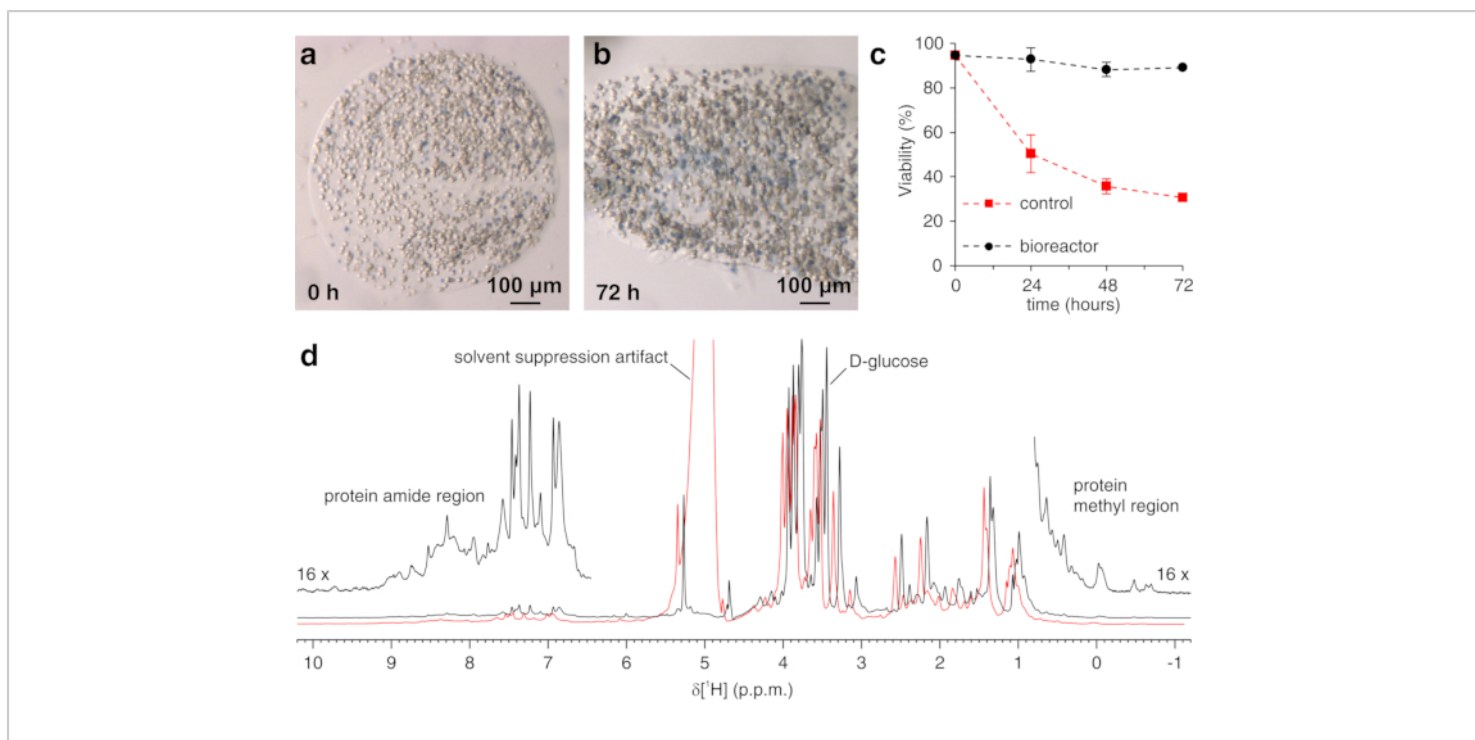 a
0 h
100 µm
b
72 h
100 µm
c
100
80
60
40
20
0
Viability (%)
control
bioreactor
0 24 48 72
time (hours)
d
solvent suppression artifact
D-glucose
protein amide region
protein
methyl region
16 x
16 x
10 9 8 7 6 5 4 3 2 1 0 -1
δ[¹H] (p.p.m.)